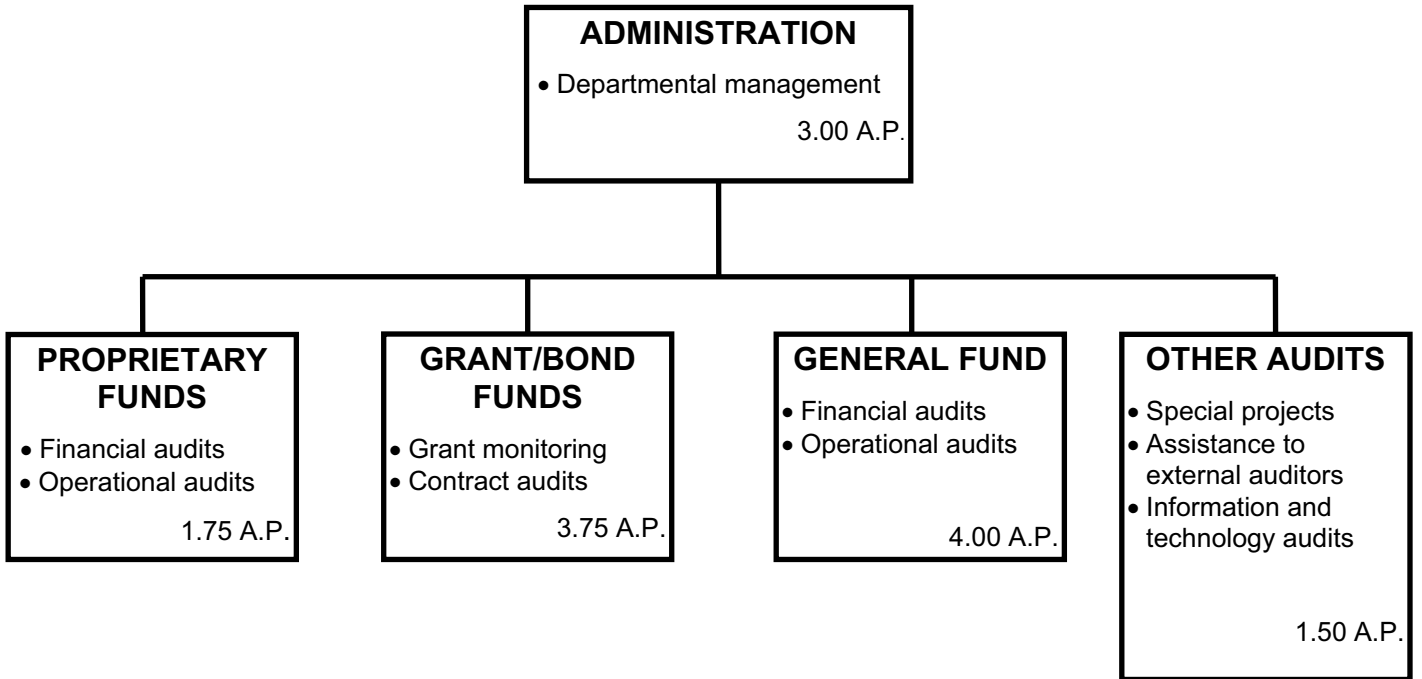 ADMINISTRATION
• Departmental management
3.00 A.P.
PROPRIETARY
FUNDS
• Financial audits
• Operational audits
1.75 A.P.
GRANT/BOND
FUNDS
• Grant monitoring
• Contract audits
3.75 A.P.
GENERAL FUND
• Financial audits
• Operational audits
4.00 A.P.
OTHER AUDITS
• Special projects
• Assistance to
external auditors
• Information and
technology audits
1.50 A.P.